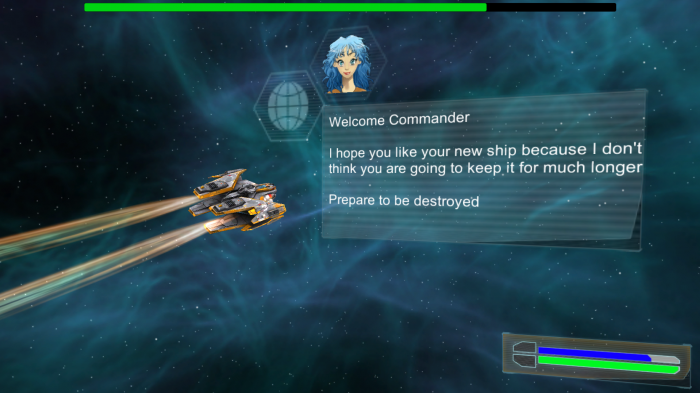 Welcome Commander
I hope you like your new ship because I don't
think you are going to keep it for much longer
Prepare to be destroyed